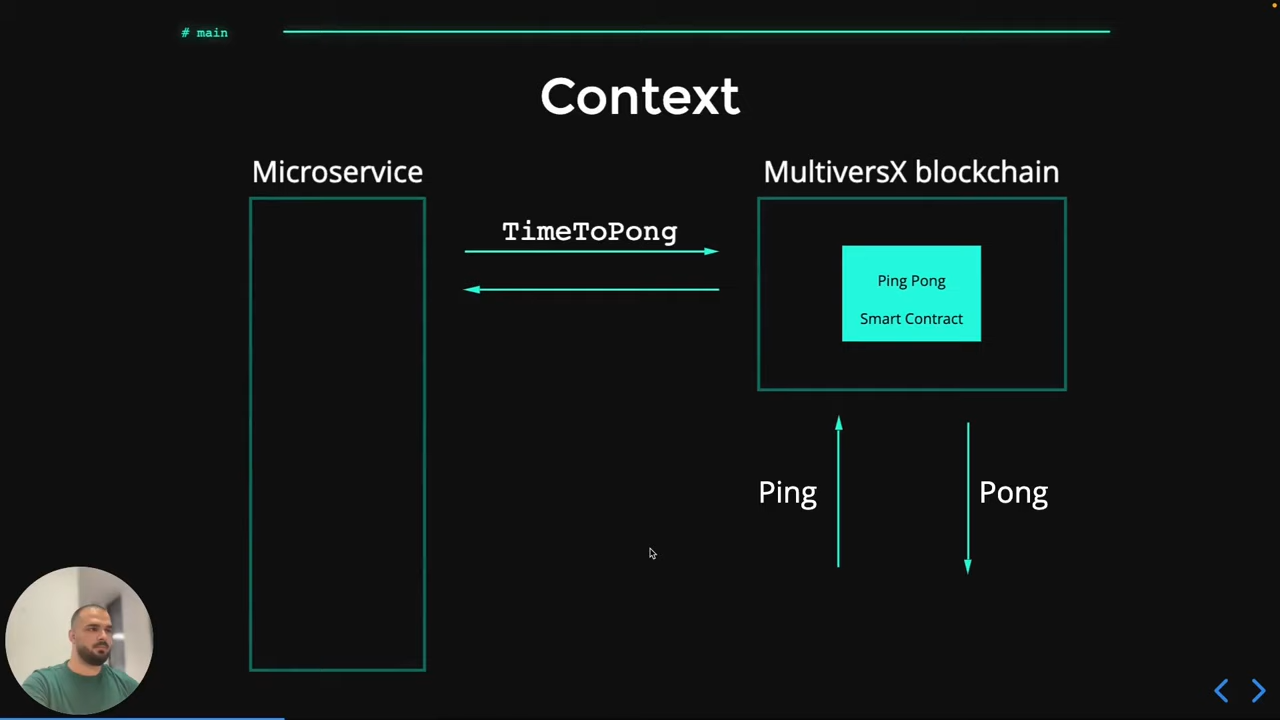 # main
Context
Microservice
MultiversX blockchain
TimeToPong
Ping Pong
Smart Contract
Ping
Pong